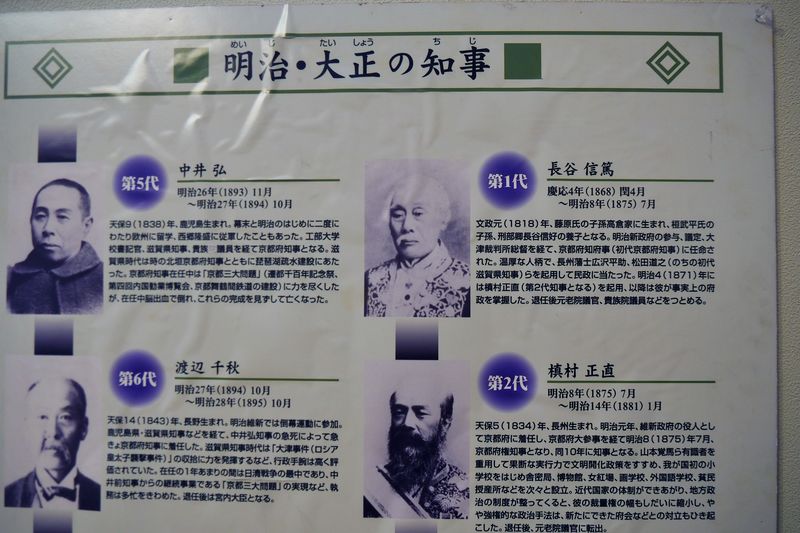 めいじ たいしょう ちじ
明治・大正の知事
第5代
中井 弘
明治26年(1893)11月
~明治27年(1894)10月
天保9(1838)年、鹿児島生まれ。幕末と明治のはじめに二度に
わたり欧州に留学、西郷隆盛に従軍したこともあった。工部大学
校書記官、滋賀県知事、貴族院議員を経て京都府知事となる。滋
賀県知事時は時の北垣京都府知事とともに琵琶湖疏水建設にあ
たった。京都府知事在任中は「京都三大問題」(遷都千百年記念祭、
第四回内国勧業博覧会、京都舞鶴間鉄道の建設)に力を尽くした
が、在任中脳出血で倒れ、これらの完成を見ずして亡くなった。
第6代
渡辺 千秋
明治27年(1894)10月
~明治28年(1895)10月
天保14(1843)年、長野生まれ。明治維新では倒幕運動に参加。
鹿児島県・滋賀県知事などを経て、中井弘知事の急死によって急
きょ京都府知事に着任した。滋賀県知事時代は「大津事件(ロシア
皇太子襲撃事件)」の収拾に力を発揮するなど、行政手腕は高く評
価されていた。在任の1年あまりの間は日清戦争の最中であり、中
井前知事からの継続事業である「京都三大問題」の実現など、執
務は多忙をきわめた。退任後は宮内大臣となる。
第1代
長谷 信篤
慶応4年(1868)閏4月
~明治8年(1875)7月
文政元(1818)年、藤原氏の子孫高倉家に生まれ、桓武平氏の
子孫、刑部卿長谷信好の養子となる。明治新政府の参与、議定、大
津裁判所総督を経て、京都府知事(初代京都府知事)に任命さ
れた。温厚な人柄で、長州藩士広沢平助、松田道之(のちの初代
滋賀県知事)らを起用して民政に当たった。明治4(1871)年に
は槇村正直(第2代知事となる)を起用、以降は彼が事実上の府
政を掌握した。退任後元老院議官、貴族院議員などをつとめる。
第2代
槇村 正直
明治8年(1875)7月
~明治14年(1881)1月
天保5(1834)年、長州生まれ。明治元年、維新政府の役人とし
て京都府に着任し、京都府大参事を経て明治8(1875)年7月、
京都府権知事となり、同10年に知事となる。山本覚馬ら有識者を
重用して果断な実行力で文明開化政策をすすめ、我が国初の小
学校をはじめ舎密局、博物館、女紅場、画学校、外国語学校、貧民
授産所などを次々と設立。近代国家の体制ができあがり、地方政
治の制度が整ってくると、彼の裁量権の幅もしだいに縮小し、や
や強権的な政治手法は、新たにできた府会などとの対立もひき起
こした。退任後、元老院議官に転出。